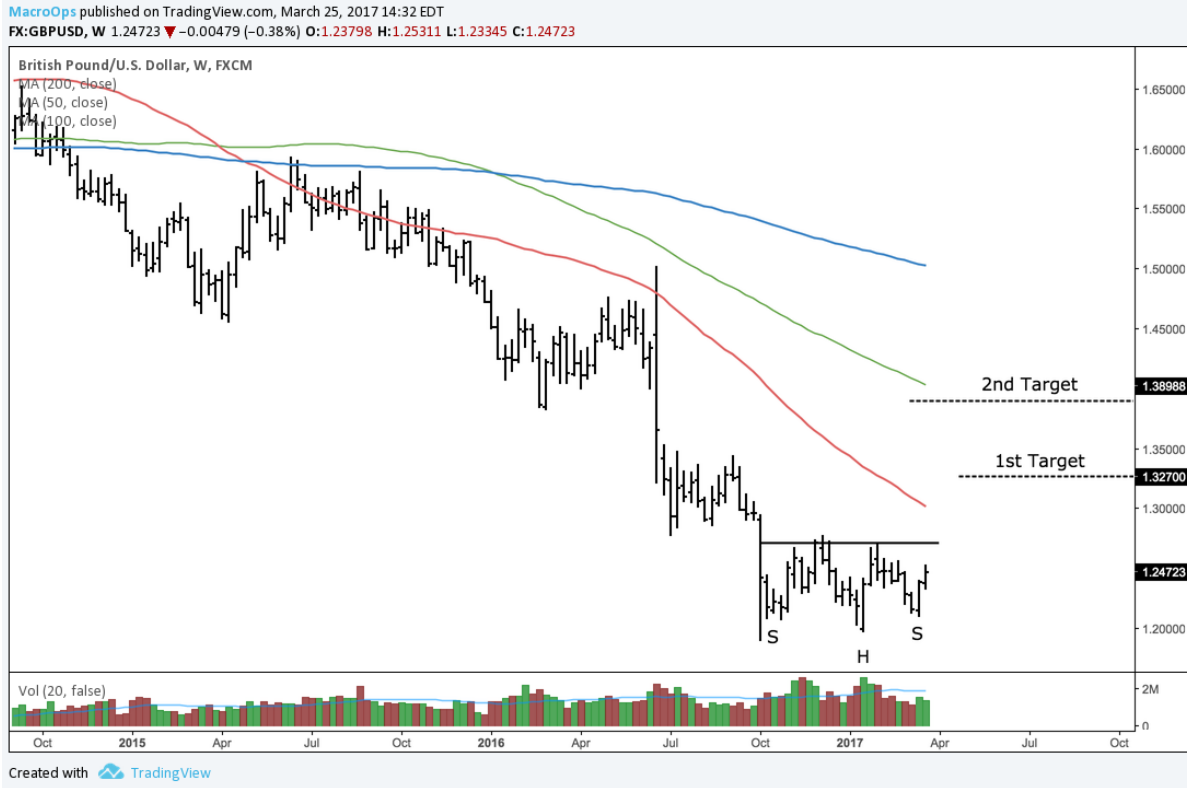 MacroOps published on TradingView.com, March 25, 2017 14:32 EDT
FX:GBPUSD, W 1.24723 ▼ −0.00479 (−0.38%) O:1.23798 H:1.25311 L:1.23345 C:1.24723
British Pound/U.S. Dollar, W, FXCM
MA (200, close)
MA (50, close)
MA (100, close)
1.65000
1.60000
1.55000
1.50000
1.45000
2nd Target
1.38988
1.35000
1st Target
1.32700
1.30000
1.24723
1.20000
S
S
H
Vol (20, false)
2M
0
Oct 2015 Apr Jul Oct 2016 Apr Jul Oct 2017 Apr Jul Oct
Created with TradingView